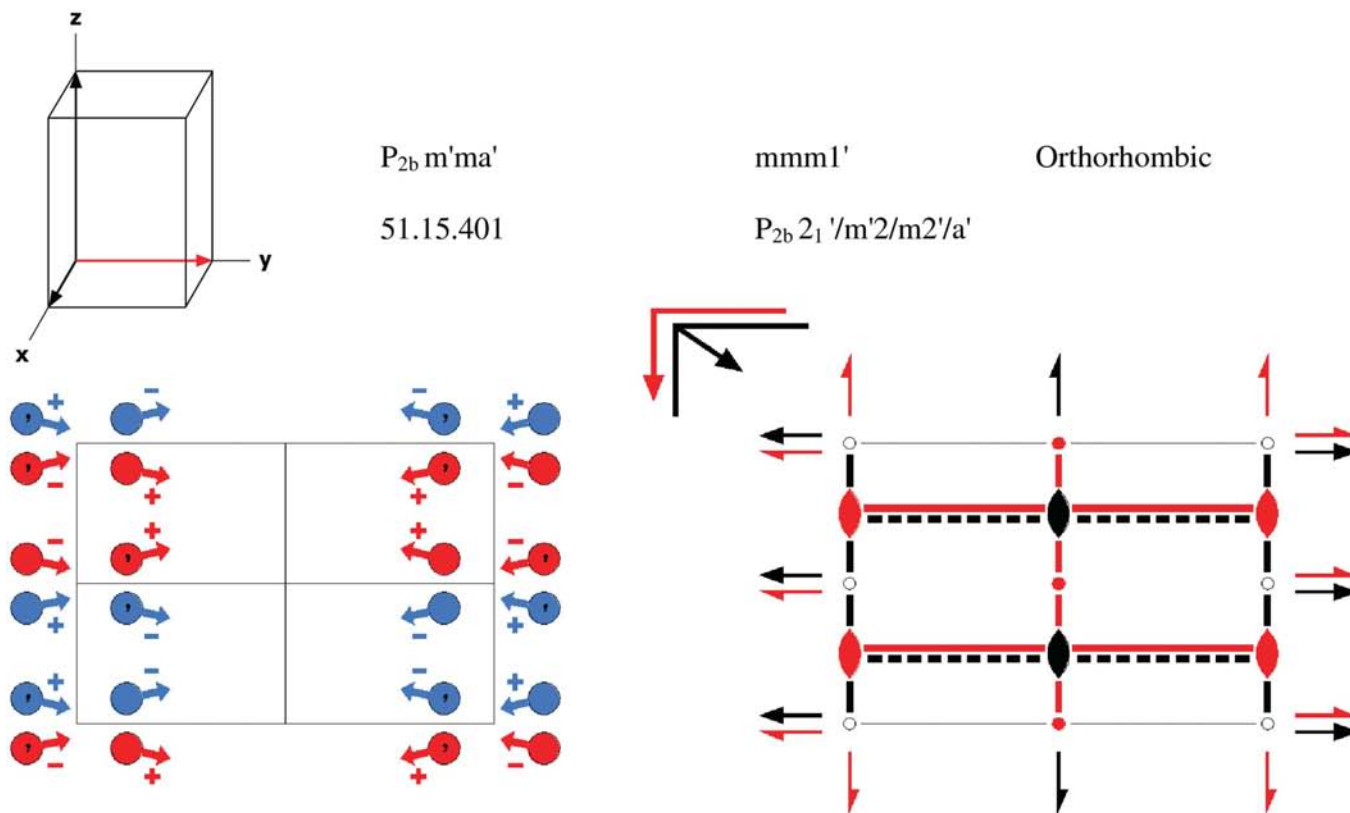 z
y
x
P2b m'ma' mmm1' Orthorhombic
51.15.401 P2b 21 '/m'2/m2'/a'
+ − − +
− + + −
− + + −
+ − − +
+ − − +
− + + −